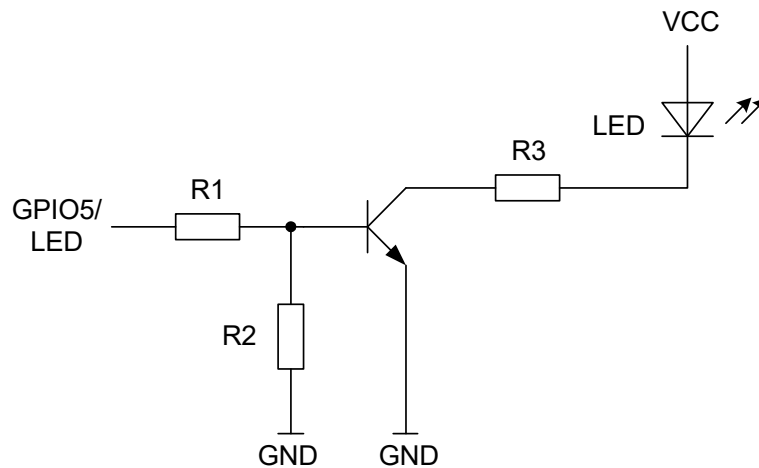 VCC
LED
R3
R1
GPIO5/
LED
R2
GND
GND